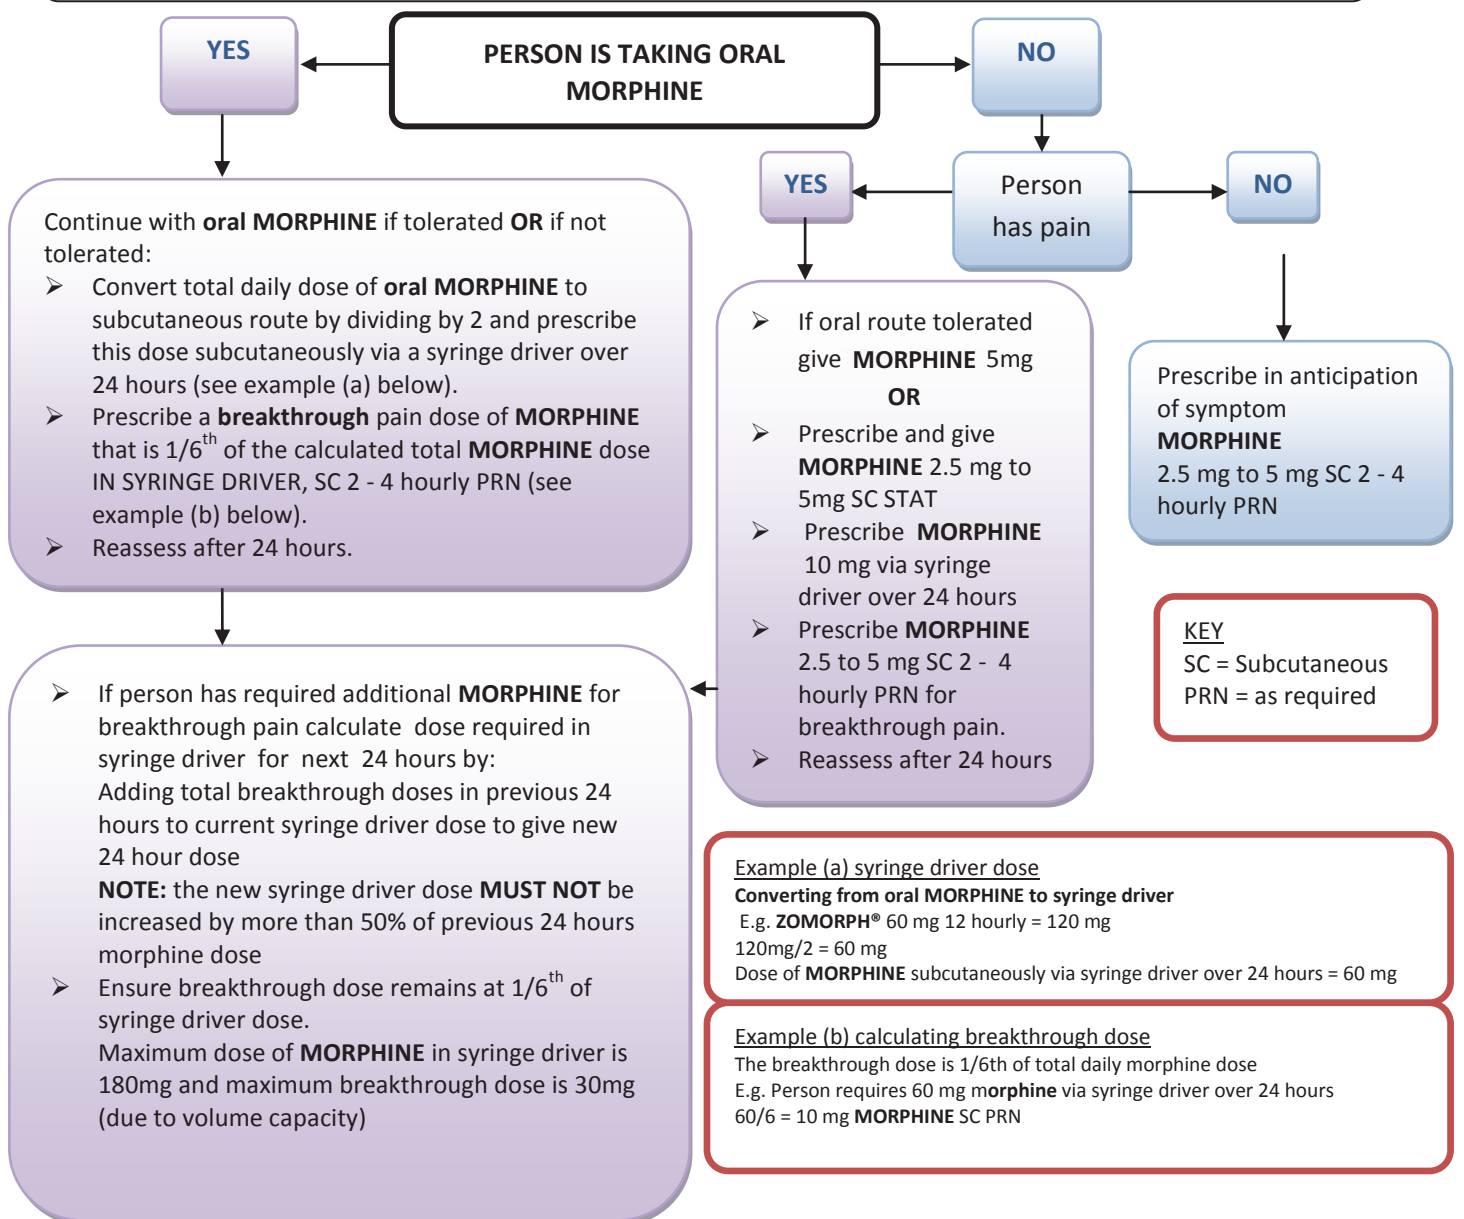 PERSON IS TAKING ORAL
MORPHINE
YES
NO
Continue with oral MORPHINE if tolerated OR if not
tolerated:
➢ Convert total daily dose of oral MORPHINE to
subcutaneous route by dividing by 2 and prescribe
this dose subcutaneously via a syringe driver over
24 hours (see example (a) below).
➢ Prescribe a breakthrough pain dose of MORPHINE
that is 1/6th of the calculated total MORPHINE dose
IN SYRINGE DRIVER, SC 2 - 4 hourly PRN (see
example (b) below).
➢ Reassess after 24 hours.
Person
has pain
YES
NO
➢ If oral route tolerated
give MORPHINE 5mg
OR
➢ Prescribe and give
MORPHINE 2.5 mg to
5mg SC STAT
➢ Prescribe MORPHINE
10 mg via syringe
driver over 24 hours
➢ Prescribe MORPHINE
2.5 to 5 mg SC 2 - 4
hourly PRN for
breakthrough pain.
➢ Reassess after 24 hours
Prescribe in anticipation
of symptom
MORPHINE
2.5 mg to 5 mg SC 2 - 4
hourly PRN
KEY
SC = Subcutaneous
PRN = as required
➢ If person has required additional MORPHINE for
breakthrough pain calculate dose required in
syringe driver for next 24 hours by:
Adding total breakthrough doses in previous 24
hours to current syringe driver dose to give new
24 hour dose
NOTE: the new syringe driver dose MUST NOT be
increased by more than 50% of previous 24 hours
morphine dose
➢ Ensure breakthrough dose remains at 1/6th of
syringe driver dose.
Maximum dose of MORPHINE in syringe driver is
180mg and maximum breakthrough dose is 30mg
(due to volume capacity)
Example (a) syringe driver dose
Converting from oral MORPHINE to syringe driver
E.g. ZOMORPH® 60 mg 12 hourly = 120 mg
120mg/2 = 60 mg
Dose of MORPHINE subcutaneously via syringe driver over 24 hours = 60 mg
Example (b) calculating breakthrough dose
The breakthrough dose is 1/6th of total daily morphine dose
E.g. Person requires 60 mg morphine via syringe driver over 24 hours
60/6 = 10 mg MORPHINE SC PRN